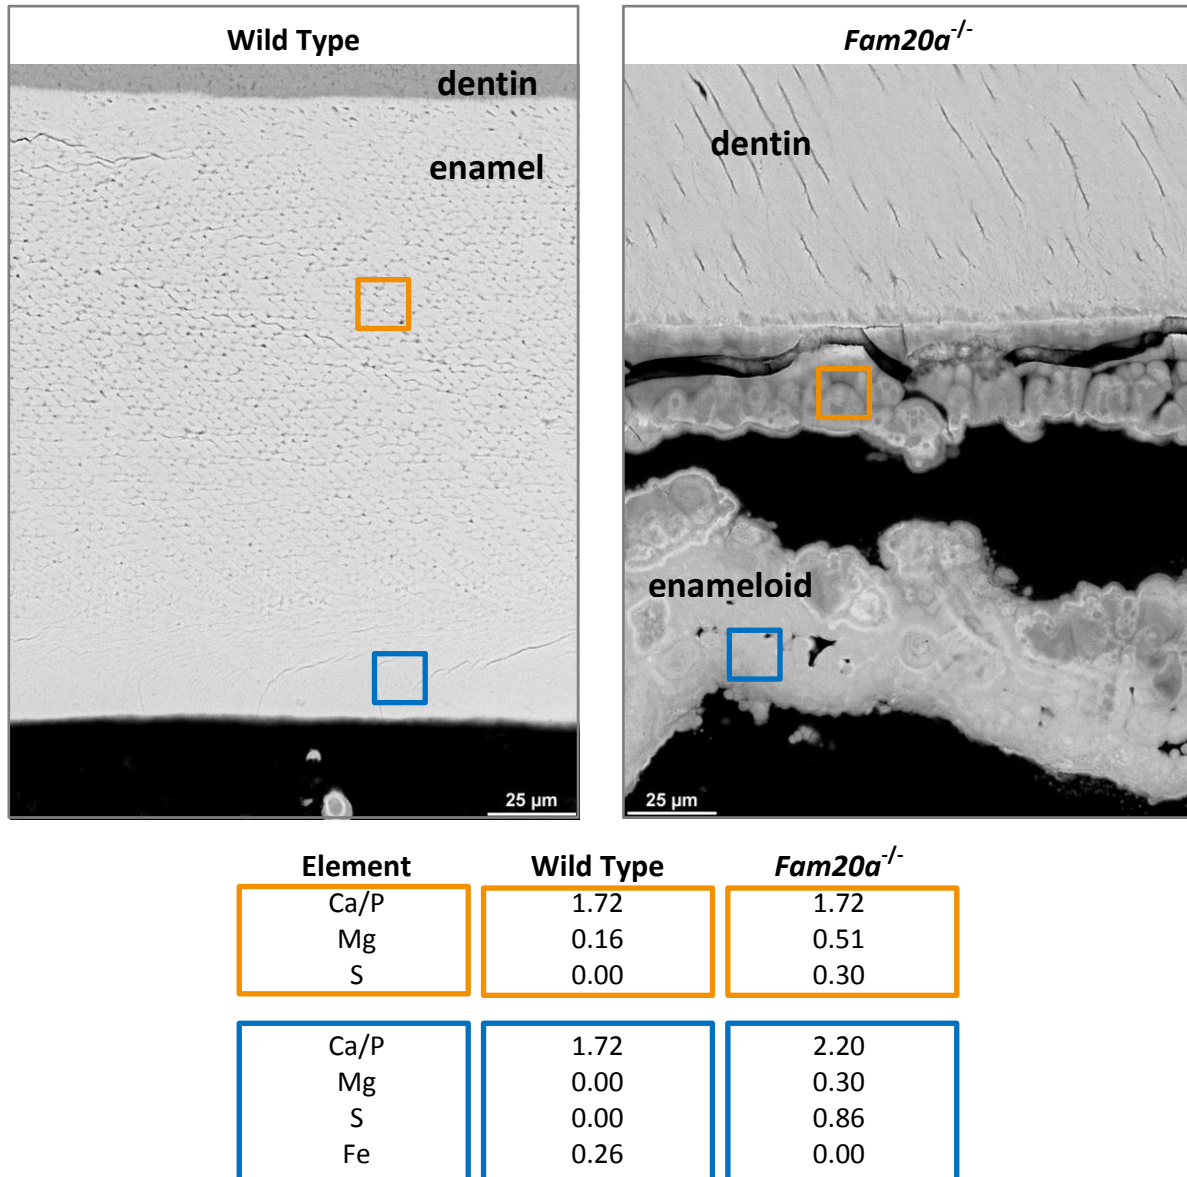 Wild Type
dentin
enamel
25 µm
Fam20a-/-
dentin
enameloid
25 µm
Element Wild Type Fam20a-/-
Ca/P 1.72 1.72
Mg 0.16 0.51
S 0.00 0.30
Ca/P 1.72 2.20
Mg 0.00 0.30
S 0.00 0.86
Fe 0.26 0.00